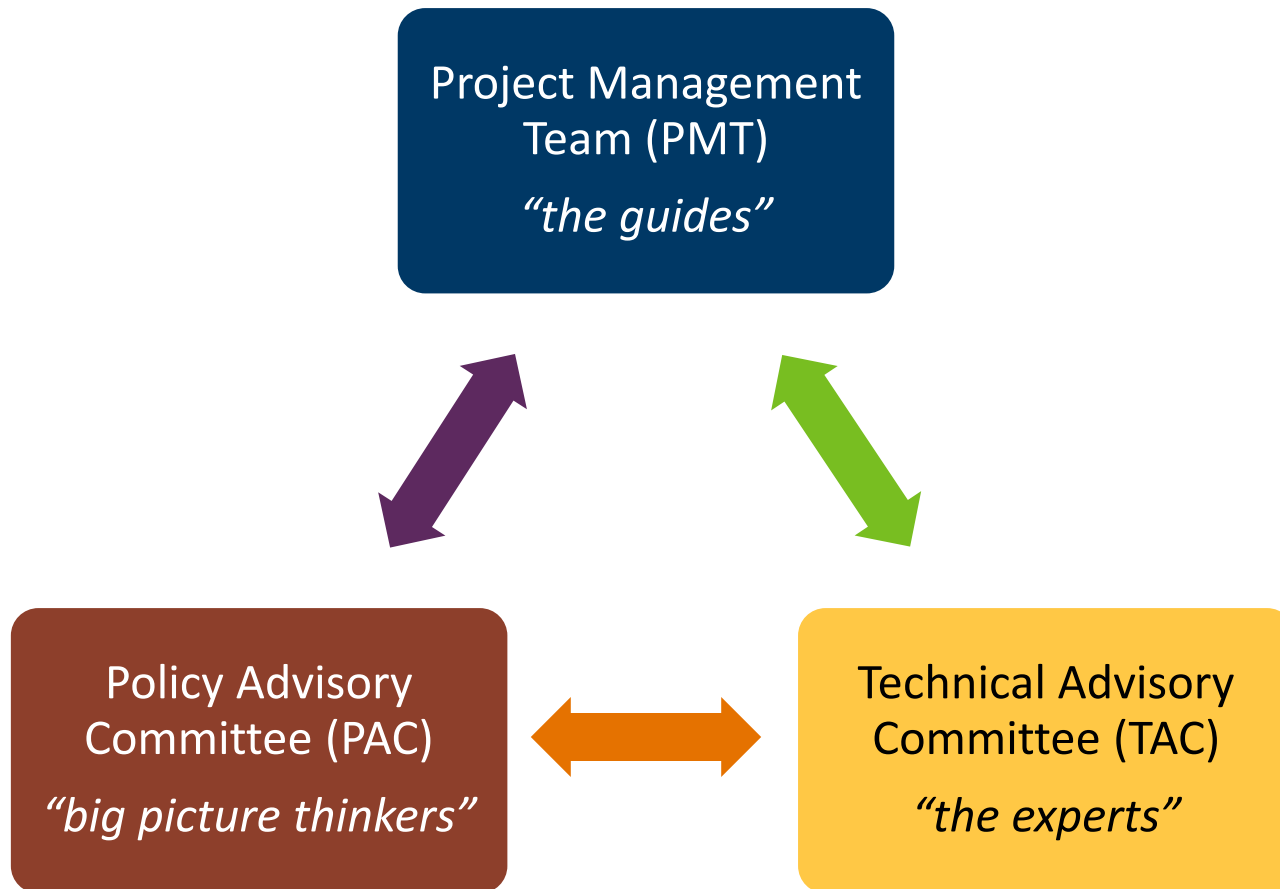 Project Management
Team (PMT)
“the guides”
Policy Advisory
Committee (PAC)
“big picture thinkers”
Technical Advisory
Committee (TAC)
“the experts”